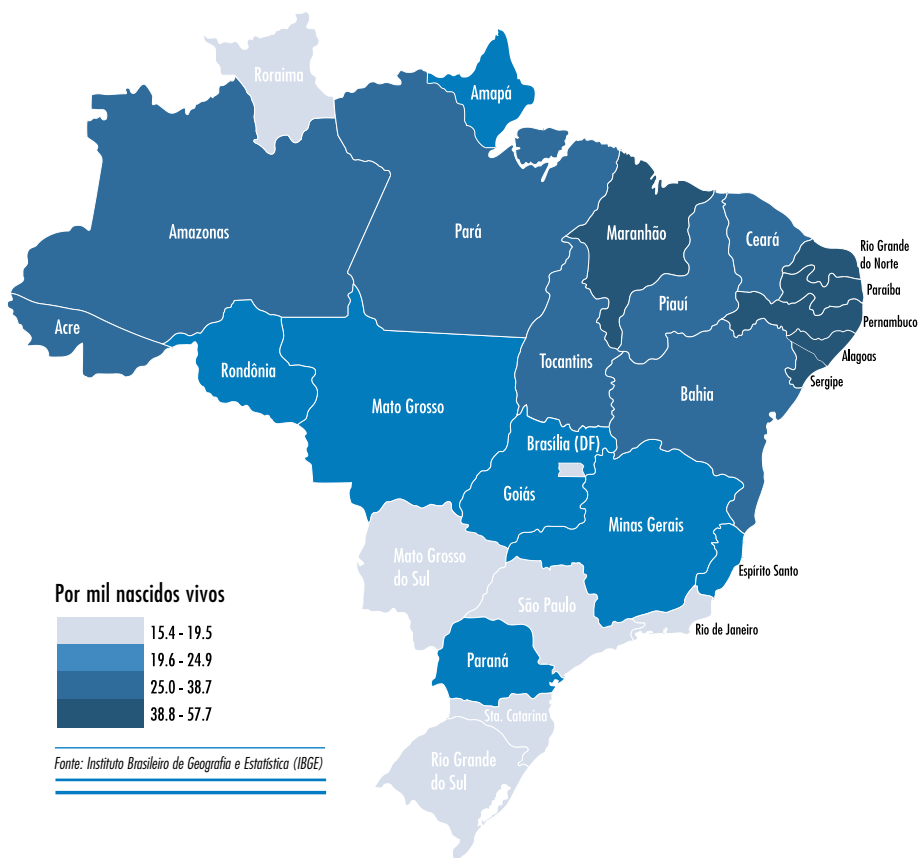 Roraima
Amapá
Amazonas
Pará
Maranhão
Ceará
Rio Grande
do Norte
Paraíba
Piauí
Pernambuco
Acre
Alagoas
Rondônia
Tocantins
Sergipe
Bahia
Mato Grosso
Brasília (DF)
Goiás
Minas Gerais
Mato Grosso
do Sul
Espírito Santo
São Paulo
Rio de Janeiro
Paraná
Sta. Catarina
Rio Grande
do Sul
Por mil nascidos vivos
15.4 - 19.5
19.6 - 24.9
25.0 - 38.7
38.8 - 57.7
Fonte: Instituto Brasileiro de Geografia e Estatística (IBGE)